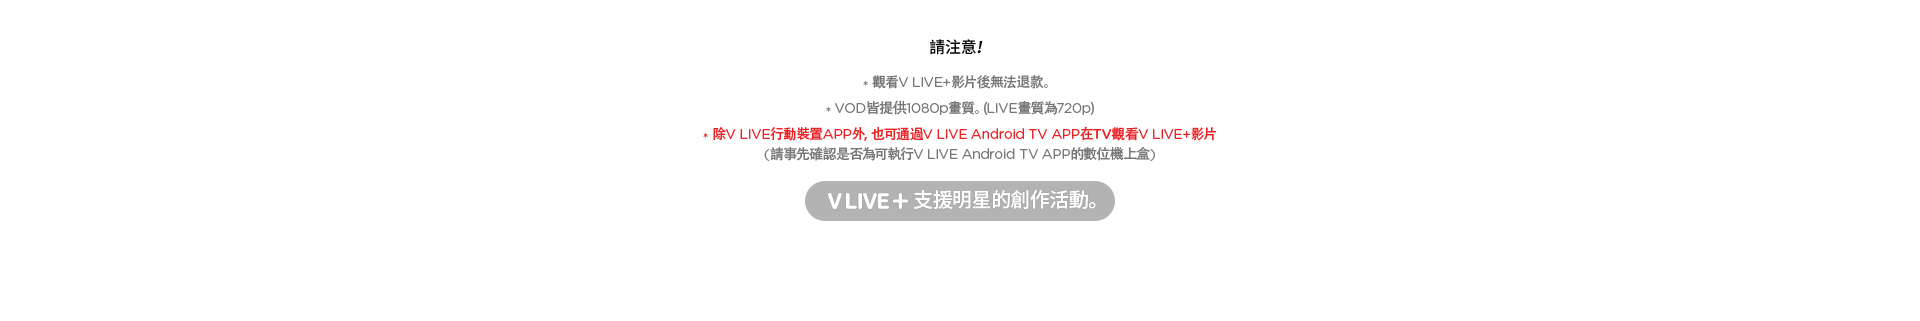 請注意!
* 觀看V LIVE+影片後無法退款。
* VOD皆提供1080p畫質。(LIVE畫質為720p)
* 除V LIVE行動裝置APP外, 也可通過V LIVE Android TV APP在TV觀看V LIVE+影片
(請事先確認是否為可執行V LIVE Android TV APP的數位機上盒)
V LIVE+ 支援明星的創作活動。